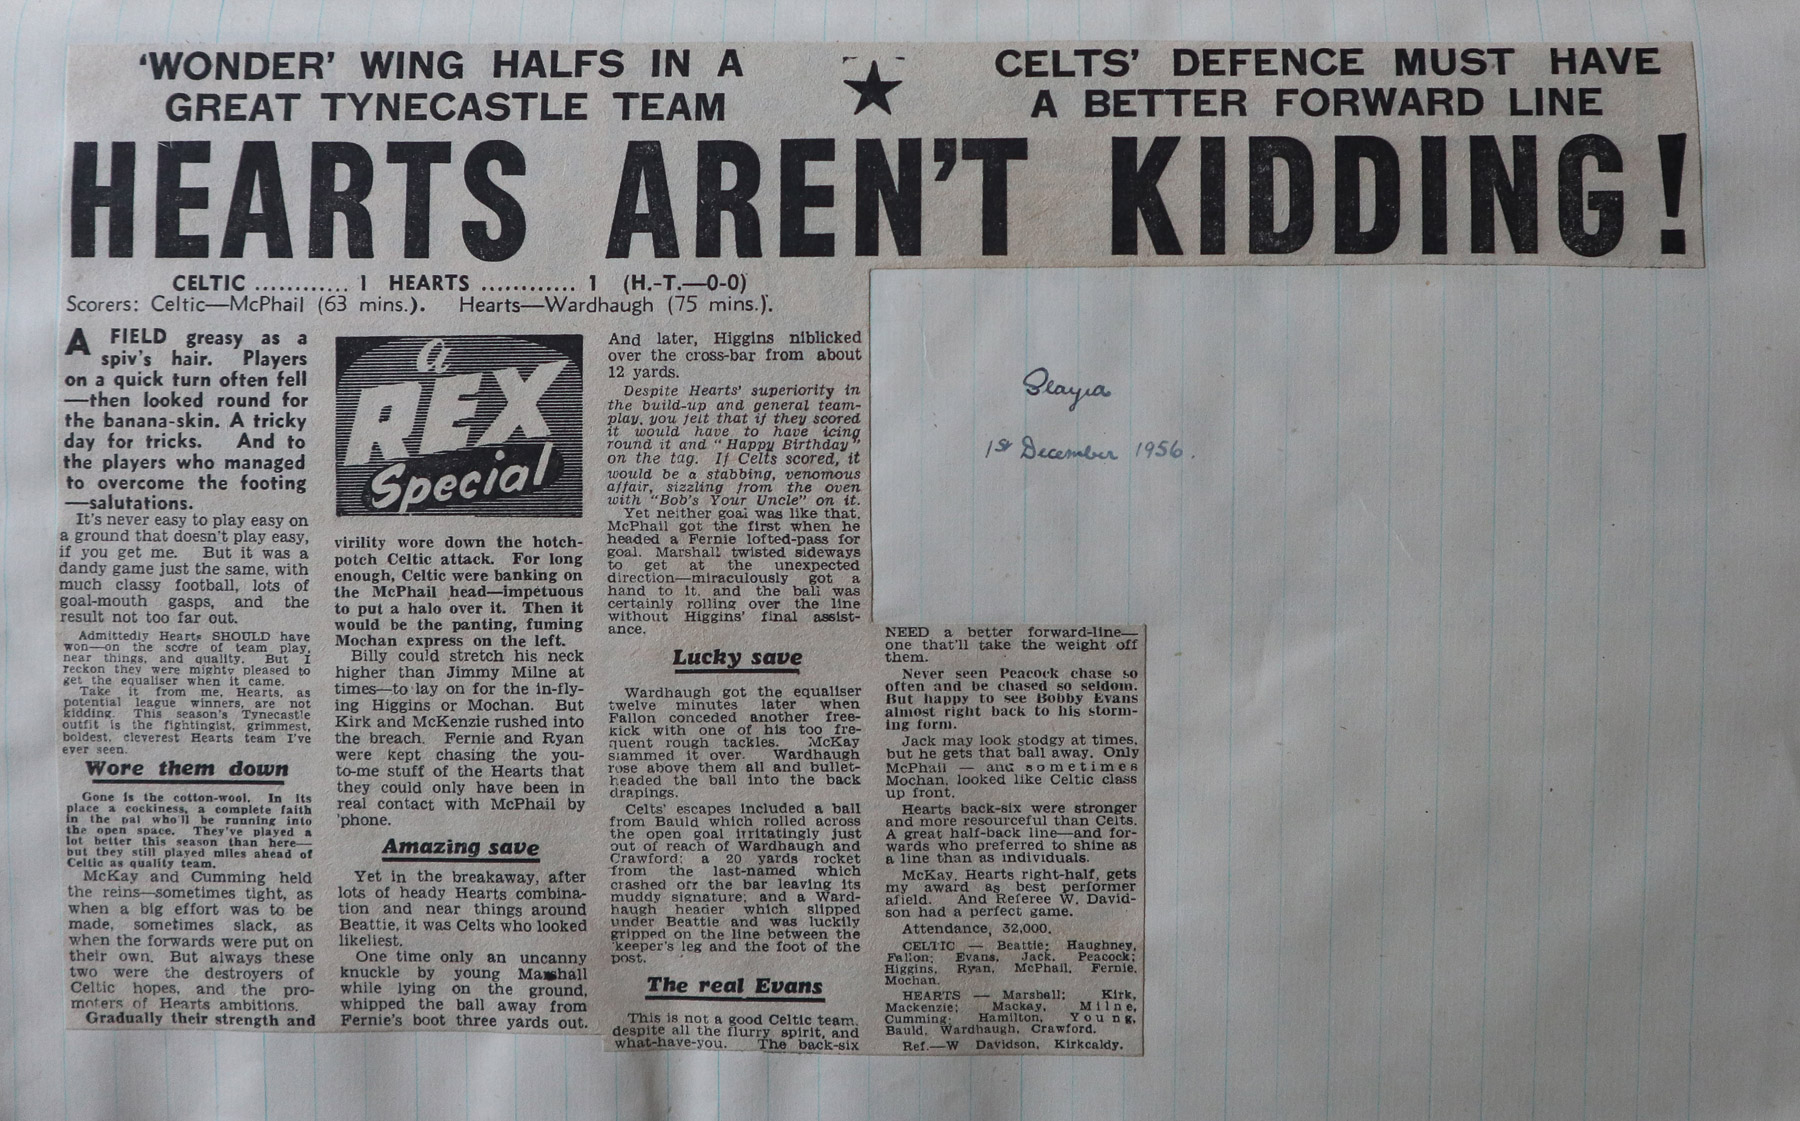 'WONDER' WING HALFS IN A
GREAT TYNECASTLE TEAM
CELTS' DEFENCE MUST HAVE
A BETTER FORWARD LINE
HEARTS AREN'T KIDDING!
CELTIC ............ 1 HEARTS ............ 1 (H.-T.—0-0)
Scorers: Celtic—McPhail (63 mins.). Hearts—Wardhaugh (75 mins.).
A FIELD greasy as a
spiv's hair. Players
on a quick turn often fell
—then looked round for
the banana-skin. A tricky
day for tricks. And to
the players who managed
to overcome the footing
—salutations.
It's never easy to play easy on
a ground that doesn't play easy,
if you get me. But it was a
dandy game just the same, with
much classy football, lots of
goal-mouth gasps, and the
result not too far out.
Admittedly Hearts SHOULD have
won—on the score of team play,
near things, and quality. But I
reckon they were mighty pleased to
get the equaliser when it came.
Take it from me, Hearts, as
potential league winners, are not
kidding. This season's Tynecastle
outfit is the fightingist, grimmest,
boldest, cleverest Hearts team I've
ever seen.
Wore them down
Gone is the cotton-wool. In its
place a cockiness, a complete faith
in the pal who'll be running into
the open space. They've played a
lot better this season than here—
but they still played miles ahead of
Celtic as quality team.
McKay and Cumming held
the reins—sometimes tight, as
when a big effort was to be
made, sometimes slack, as
when the forwards were put on
their own. But always these
two were the destroyers of
Celtic hopes, and the pro-
moters of Hearts ambitions.
Gradually their strength and
a
REX
Special
virility wore down the hotch-
potch Celtic attack. For long
enough, Celtic were banking on
the McPhail head—impetuous
to put a halo over it. Then it
would be the panting, fuming
Mochan express on the left.
Billy could stretch his neck
higher than Jimmy Milne at
times—to lay on for the in-fly-
ing Higgins or Mochan. But
Kirk and McKenzie rushed into
the breach. Fernie and Ryan
were kept chasing the you-
to-me stuff of the Hearts that
they could only have been in
real contact with McPhail by
'phone.
Amazing save
Yet in the breakaway, after
lots of heady Hearts combina-
tion and near things around
Beattie, it was Celts who looked
likeliest.
One time only an uncanny
knuckle by young Marshall
while lying on the ground,
whipped the ball away from
Fernie's boot three yards out.
And later, Higgins niblicked
over the cross-bar from about
12 yards.
Despite Hearts' superiority in
the build-up and general team-
play, you felt that if they scored
it would have to have icing
round it and "Happy Birthday"
on the tag. If Celts scored, it
would be a stabbing, venomous
affair, sizzling from the oven
with "Bob's Your Uncle" on it.
Yet neither goal was like that.
McPhail got the first when he
headed a Fernie lofted-pass for
goal. Marshall twisted sideways
to get at the unexpected
direction—miraculously got a
hand to it, and the ball was
certainly rolling over the line
without Higgins' final assist-
ance.
Lucky save
Wardhaugh got the equaliser
twelve minutes later when
Fallon conceded another free-
kick with one of his too fre-
quent rough tackles. McKay
slammed it over. Wardhaugh
rose above them all and bullet-
headed the ball into the back
drapings.
Celts' escapes included a ball
from Bauld which rolled across
the open goal irritatingly just
out of reach of Wardhaugh and
Crawford; a 20 yards rocket
from the last-named which
crashed off the bar leaving its
muddy signature; and a Ward-
haugh header which slipped
under Beattie and was luckily
gripped on the line between the
'keeper's leg and the foot of the
post.
The real Evans
This is not a good Celtic team,
despite all the flurry, spirit, and
what-have-you. The back-six
NEED a better forward-line—
one that'll take the weight off
them.
Never seen Peacock chase so
often and be chased so seldom.
But happy to see Bobby Evans
almost right back to his storm-
ing form.
Jack may look stodgy at times,
but he gets that ball away. Only
McPhail — and sometimes
Mochan, looked like Celtic class
up front.
Hearts back-six were stronger
and more resourceful than Celts.
A great half-back line—and for-
wards who preferred to shine as
a line than as individuals.
McKay, Hearts right-half, gets
my award as best performer
afield. And Referee W. David-
son had a perfect game.
Attendance, 32,000.
CELTIC — Beattie; Haughney,
Fallon; Evans, Jack, Peacock;
Higgins, Ryan, McPhail, Fernie,
Mochan.
HEARTS — Marshall; Kirk,
Mackenzie; Mackay, Milne,
Cumming; Hamilton, Young,
Bauld, Wardhaugh, Crawford.
Ref.—W Davidson, Kirkcaldy.
1st December 1956.